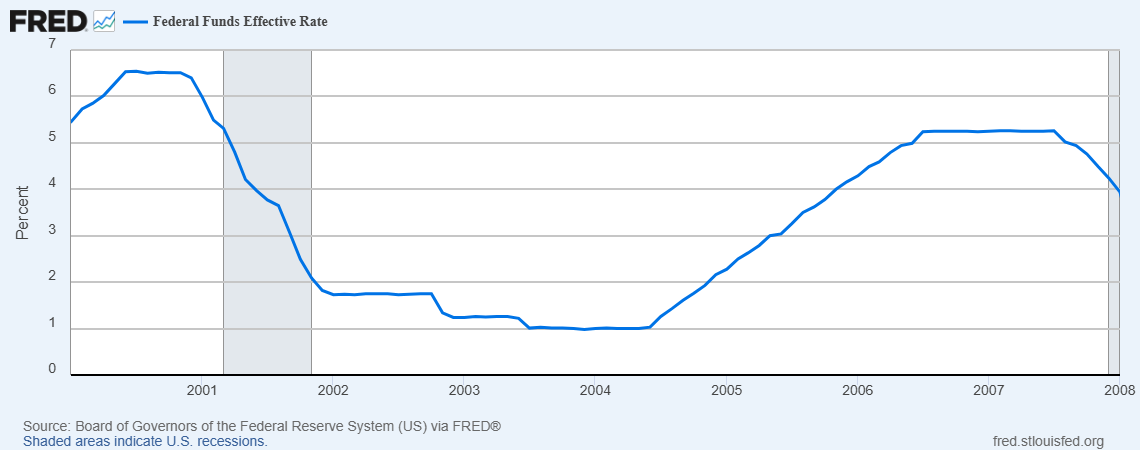 FRED® Federal Funds Effective Rate
7
6
5
4
3
2
1
0
Percent
2001 2002 2003 2004 2005 2006 2007 2008
Source: Board of Governors of the Federal Reserve System (US) via FRED®
Shaded areas indicate U.S. recessions.
fred.stlouisfed.org